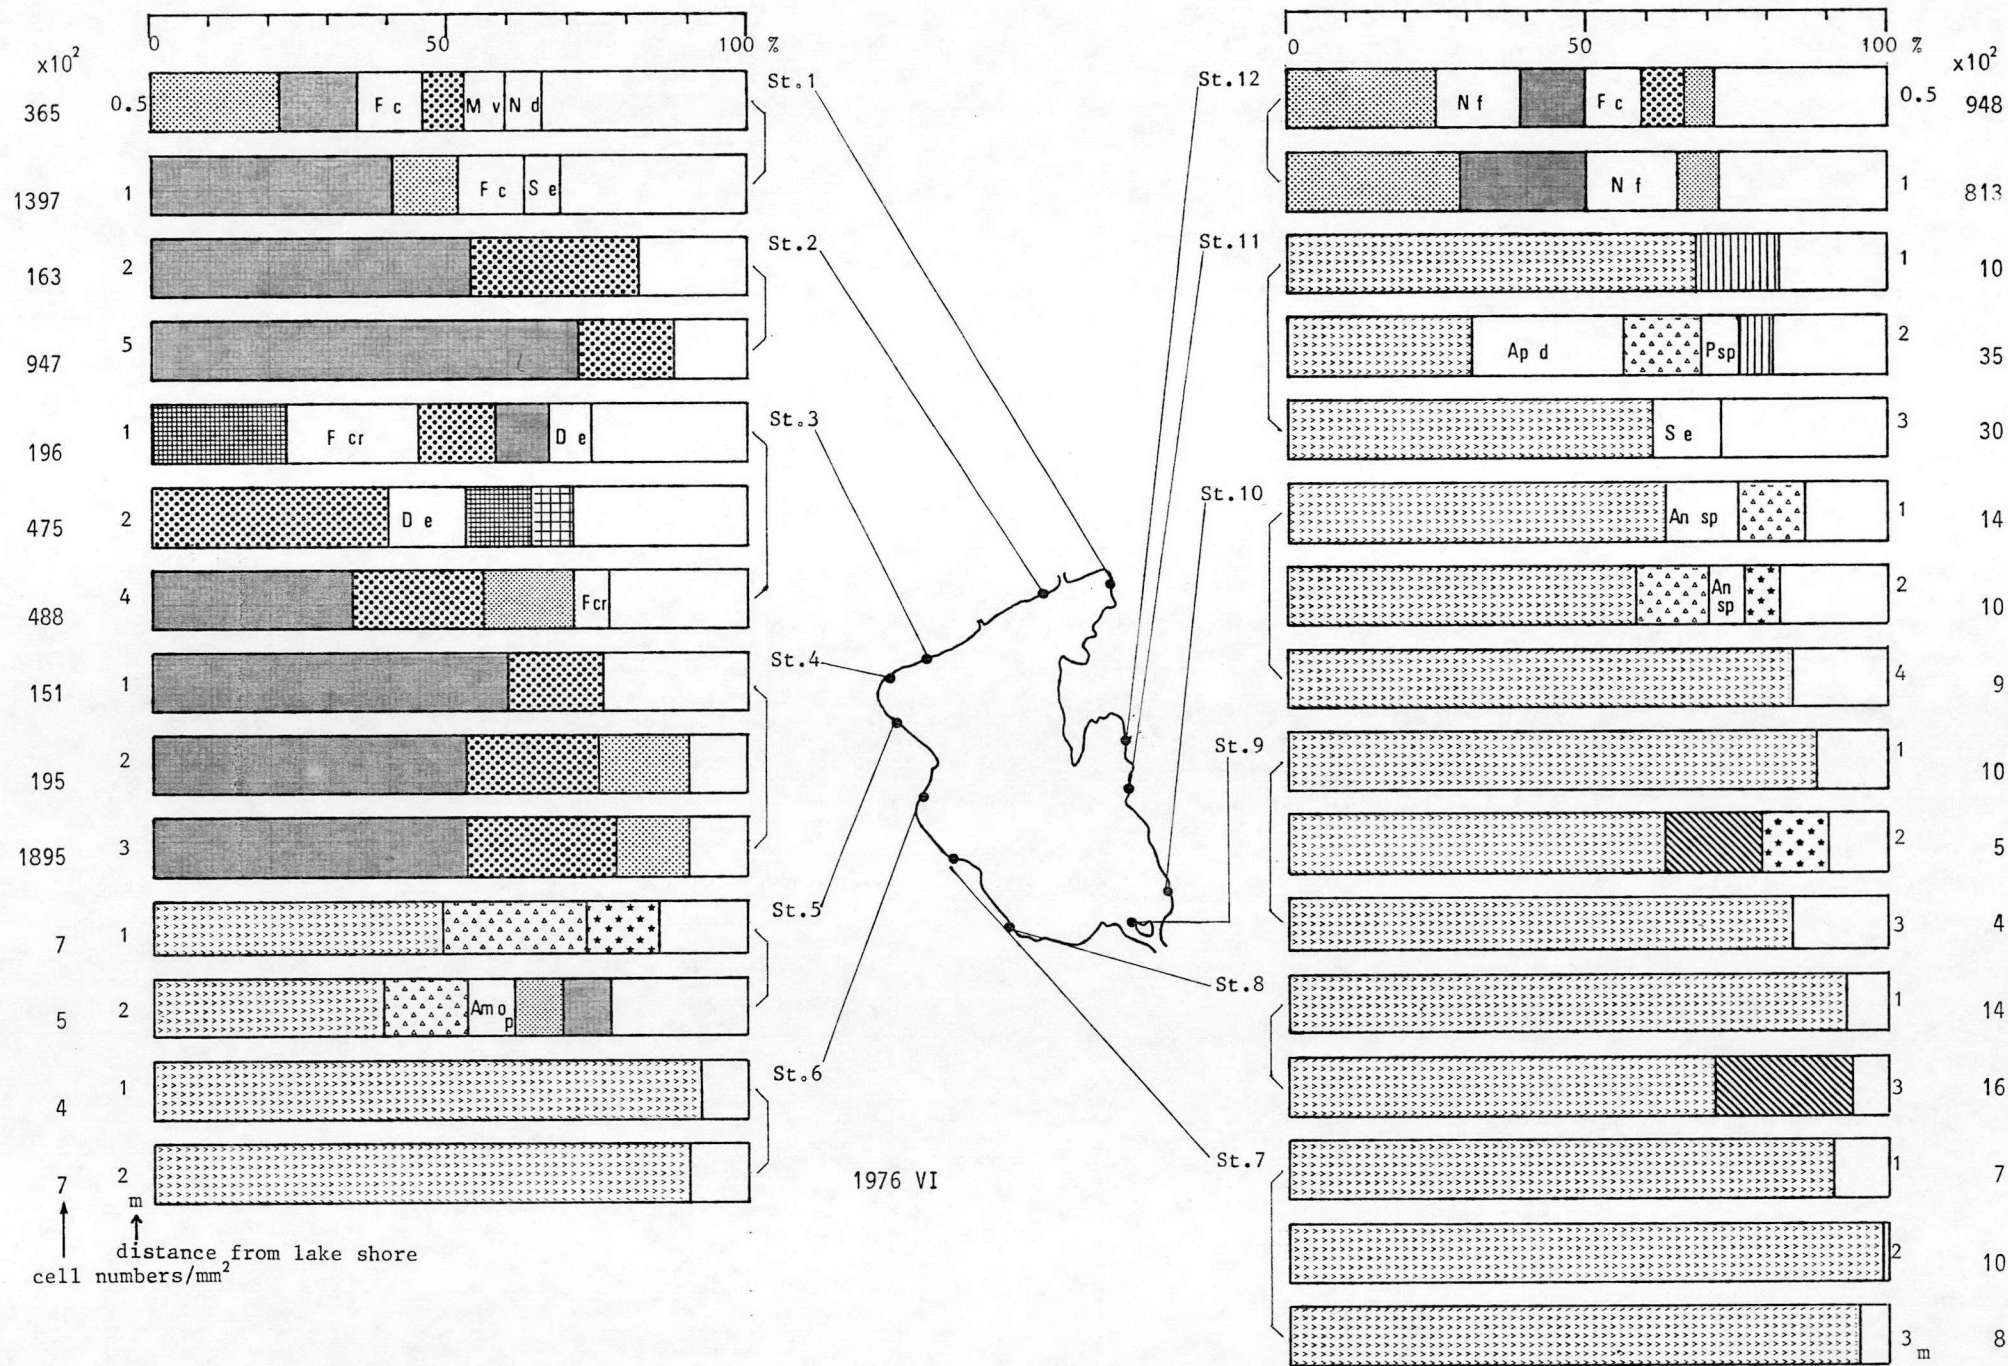 0 50 100 %
x10²
365 0.5 F c M v N d St.1
1397 1 F c S e
163 2 St.2
947 5
196 1 F cr D e St.3
475 2 D e
488 4 F cr
151 1 St.4
195 2
1895 3
7 1 St.5
5 2 Amo p
4 1 St.6
7 2
m
distance from lake shore
cell numbers/mm²
1976 VI
0 50 100 %
x10²
St.12 N f F c 0.5 948
N f 1 813
St.11 1 10
Ap d P sp 2 35
S e 3 30
St.10 An sp 1 14
An sp 2 10
4 9
St.9 1 10
2 5
3 4
St.8 1 14
3 16
St.7 1 7
2 10
3 8
m